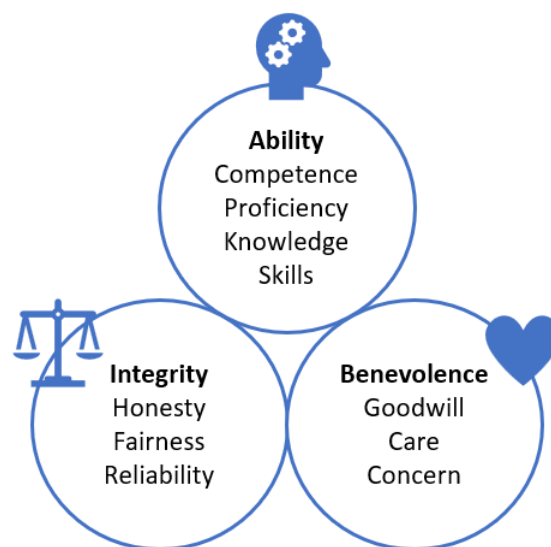 Ability
Competence
Proficiency
Knowledge
Skills
Integrity
Honesty
Fairness
Reliability
Benevolence
Goodwill
Care
Concern